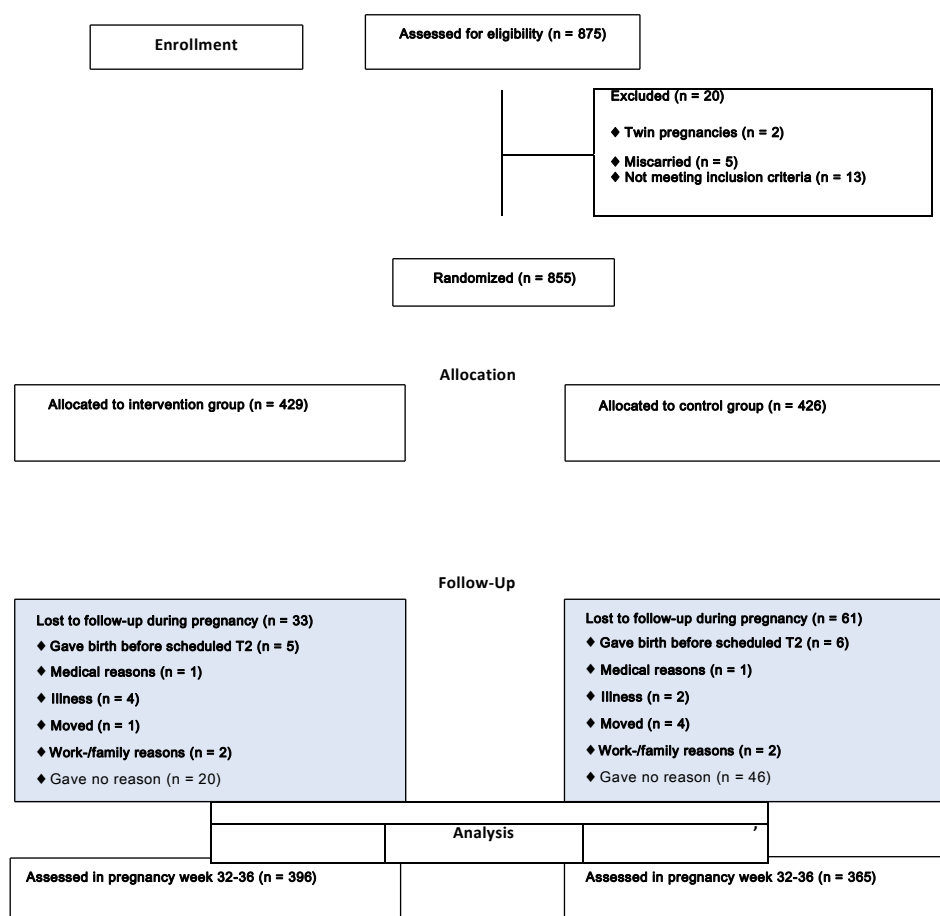 Enrollment
Assessed for eligibility (n = 875)
Excluded (n = 20)
♦ Twin pregnancies (n = 2)
♦ Miscarried (n = 5)
♦ Not meeting inclusion criteria (n = 13)
Randomized (n = 855)
Allocation
Allocated to intervention group (n = 429)
Allocated to control group (n = 426)
Follow-Up
Lost to follow-up during pregnancy (n = 33)
♦ Gave birth before scheduled T2 (n = 5)
♦ Medical reasons (n = 1)
♦ Illness (n = 4)
♦ Moved (n = 1)
♦ Work-/family reasons (n = 2)
♦ Gave no reason (n = 20)
Lost to follow-up during pregnancy (n = 61)
♦ Gave birth before scheduled T2 (n = 6)
♦ Medical reasons (n = 1)
♦ Illness (n = 2)
♦ Moved (n = 4)
♦ Work-/family reasons (n = 2)
♦ Gave no reason (n = 46)
Analysis
,
Assessed in pregnancy week 32-36 (n = 396)
Assessed in pregnancy week 32-36 (n = 365)